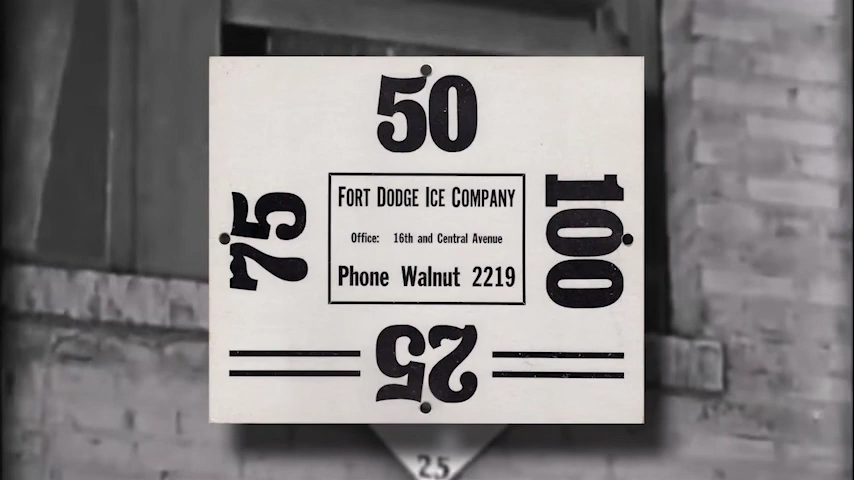 50
75
FORT DODGE ICE COMPANY
Office: 16th and Central Avenue
Phone Walnut 2219
100
25
25